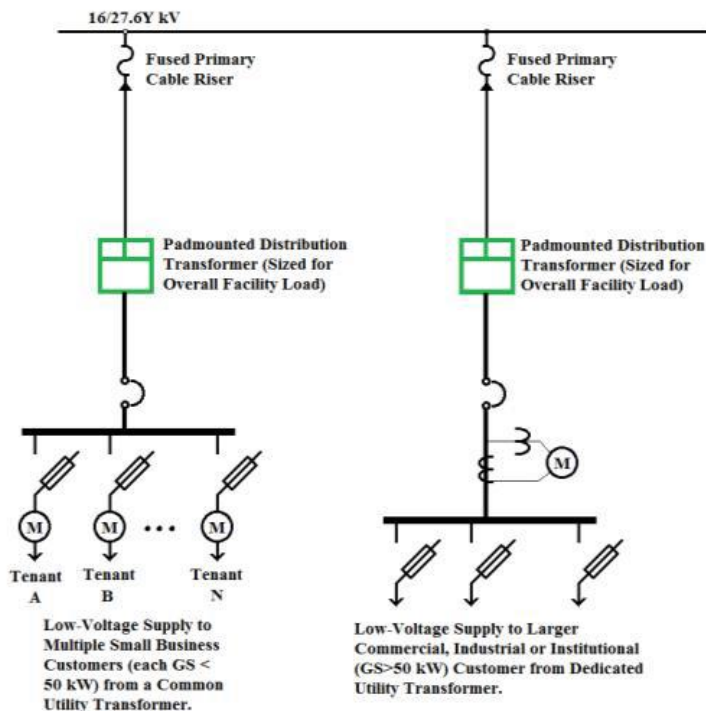 16/27.6Y kV
Fused Primary
Cable Riser
Fused Primary
Cable Riser
Padmounted Distribution
Transformer (Sized for
Overall Facility Load)
Padmounted Distribution
Transformer (Sized for
Overall Facility Load)
M
M
M
...
M
Tenant
A
Tenant
B
Tenant
N
Low-Voltage Supply to
Multiple Small Business
Customers (each GS <
50 kW) from a Common
Utility Transformer.
Low-Voltage Supply to Larger
Commercial, Industrial or Institutional
(GS>50 kW) Customer from Dedicated
Utility Transformer.